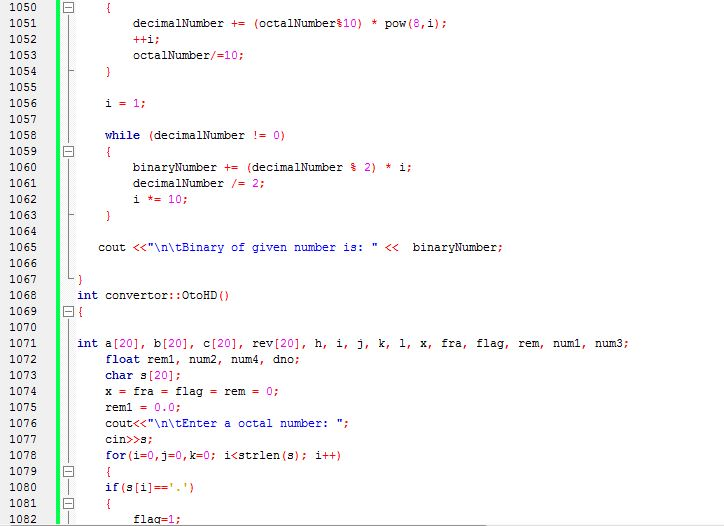 1050 {
1051 decimalNumber += (octalNumber%10) * pow(8,i);
1052 ++i;
1053 octalNumber/=10;
1054 }
1055
1056 i = 1;
1057
1058 while (decimalNumber != 0)
1059 {
1060 binaryNumber += (decimalNumber % 2) * i;
1061 decimalNumber /= 2;
1062 i *= 10;
1063 }
1064
1065 cout <<"\n\tBinary of given number is: " << binaryNumber;
1066
1067 }
1068 int convertor::OtoHD()
1069 {
1070
1071 int a[20], b[20], c[20], rev[20], h, i, j, k, l, x, fra, flag, rem, num1, num3;
1072 float rem1, num2, num4, dno;
1073 char s[20];
1074 x = fra = flag = rem = 0;
1075 rem1 = 0.0;
1076 cout<<"\n\tEnter a octal number: ";
1077 cin>>s;
1078 for(i=0,j=0,k=0; i<strlen(s); i++)
1079 {
1080 if(s[i]=='.')
1081 {
1082 flag=1;